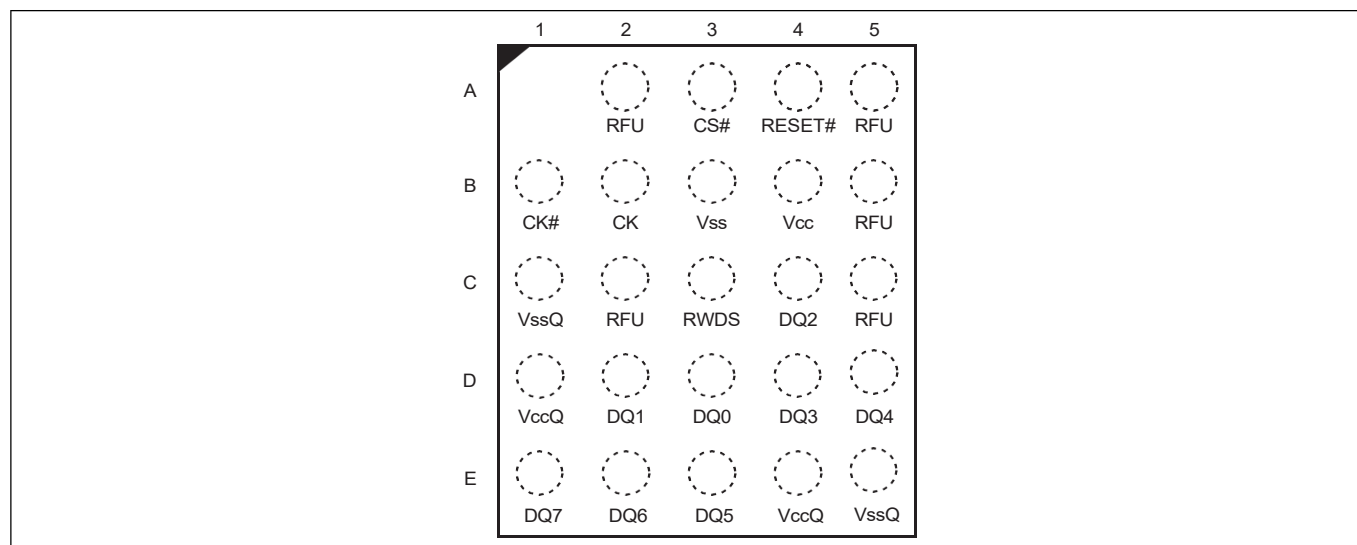 1 2 3 4 5
A
RFU CS# RESET# RFU
B
CK# CK Vss Vcc RFU
C
VssQ RFU RWDS DQ2 RFU
D
VccQ DQ1 DQ0 DQ3 DQ4
E
DQ7 DQ6 DQ5 VccQ VssQ